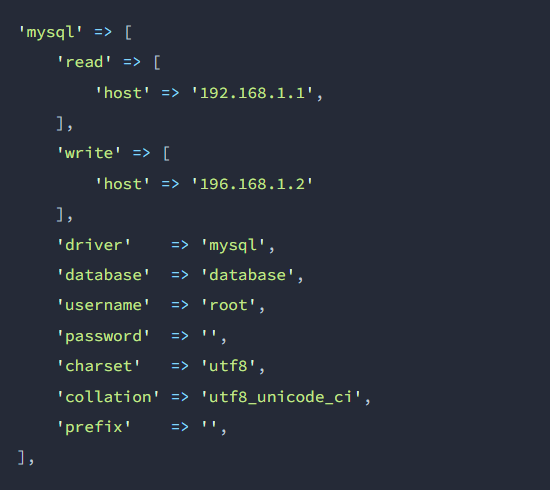 'mysql' => [
    'read' => [
        'host' => '192.168.1.1',
    ],
    'write' => [
        'host' => '196.168.1.2'
    ],
    'driver'    => 'mysql',
    'database'  => 'database',
    'username'  => 'root',
    'password'  => '',
    'charset'   => 'utf8',
    'collation' => 'utf8_unicode_ci',
    'prefix'    => '',
],